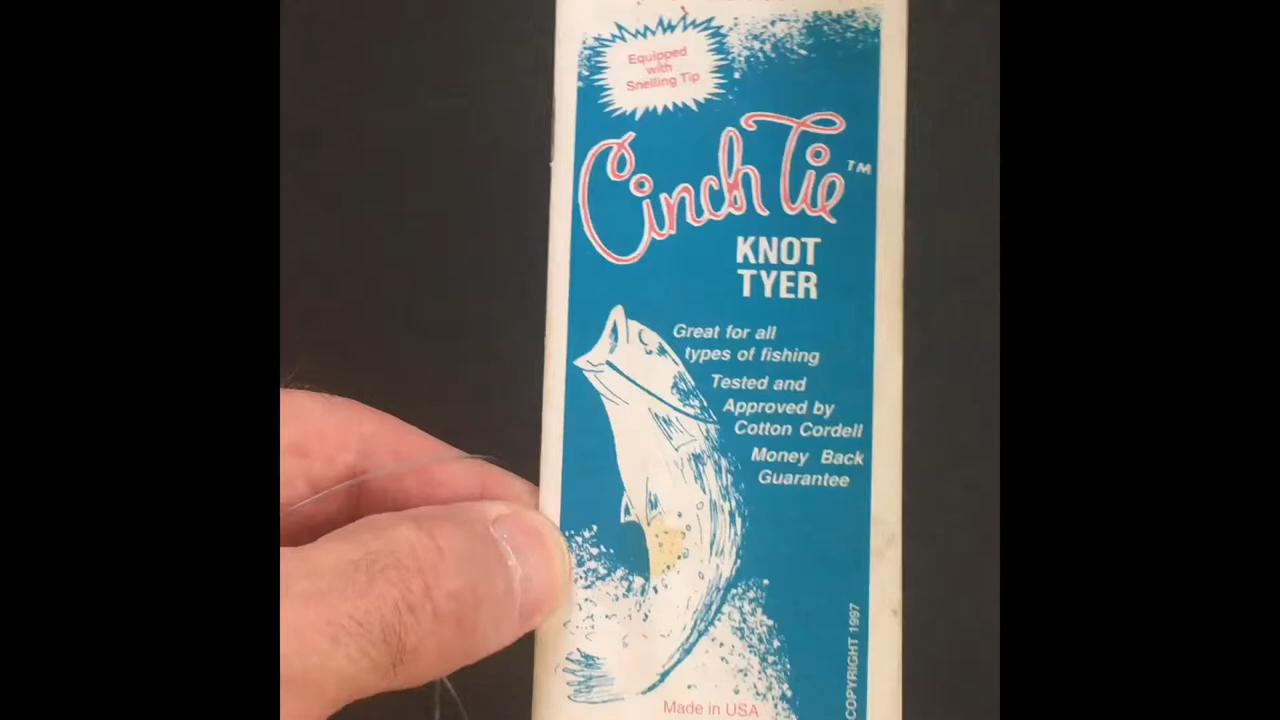 Equipped
with
Snelling Tip
Cinch Tie™
KNOT
TYER
Great for all
types of fishing
Tested and
Approved by
Cotton Cordell
Money Back
Guarantee
COPYRIGHT 1997
Made in USA